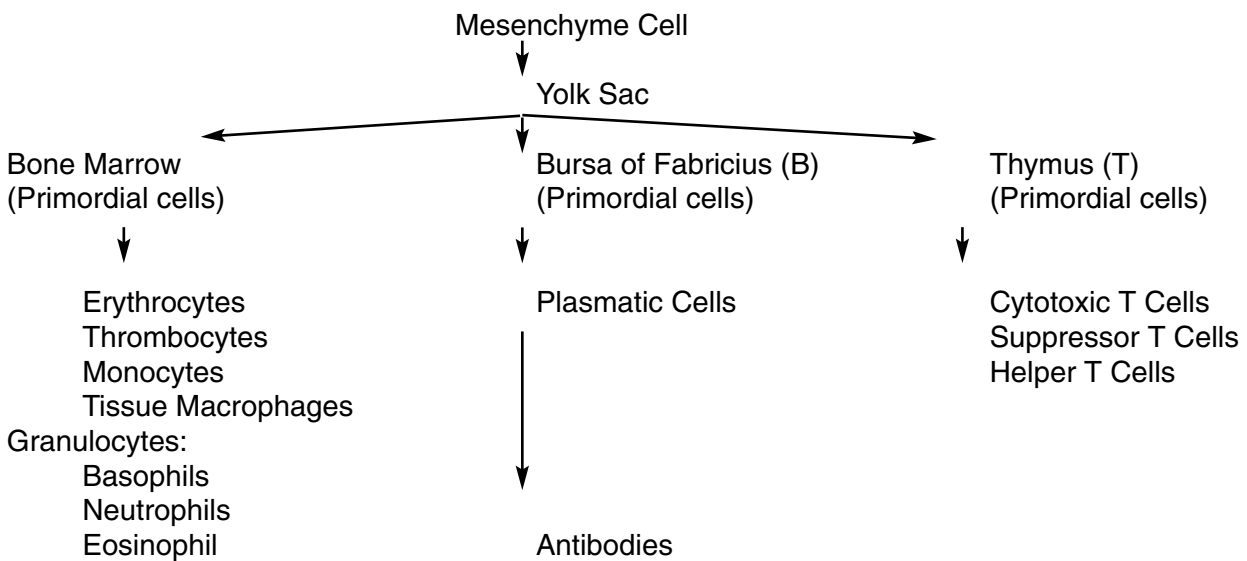 Mesenchyme Cell
Yolk Sac
Bone Marrow
(Primordial cells)
Bursa of Fabricius (B)
(Primordial cells)
Thymus (T)
(Primordial cells)
Erythrocytes
Thrombocytes
Monocytes
Tissue Macrophages
Granulocytes:
Basophils
Neutrophils
Eosinophil
Plasmatic Cells
Antibodies
Cytotoxic T Cells
Suppressor T Cells
Helper T Cells